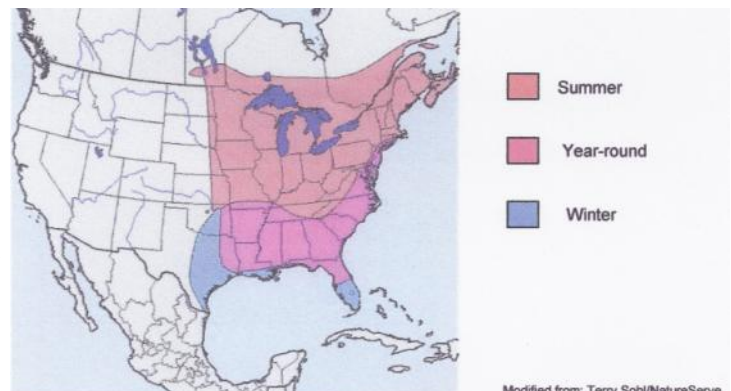 Summer
Year-round
Winter
Modified from: Terry Sohl/NatureServe